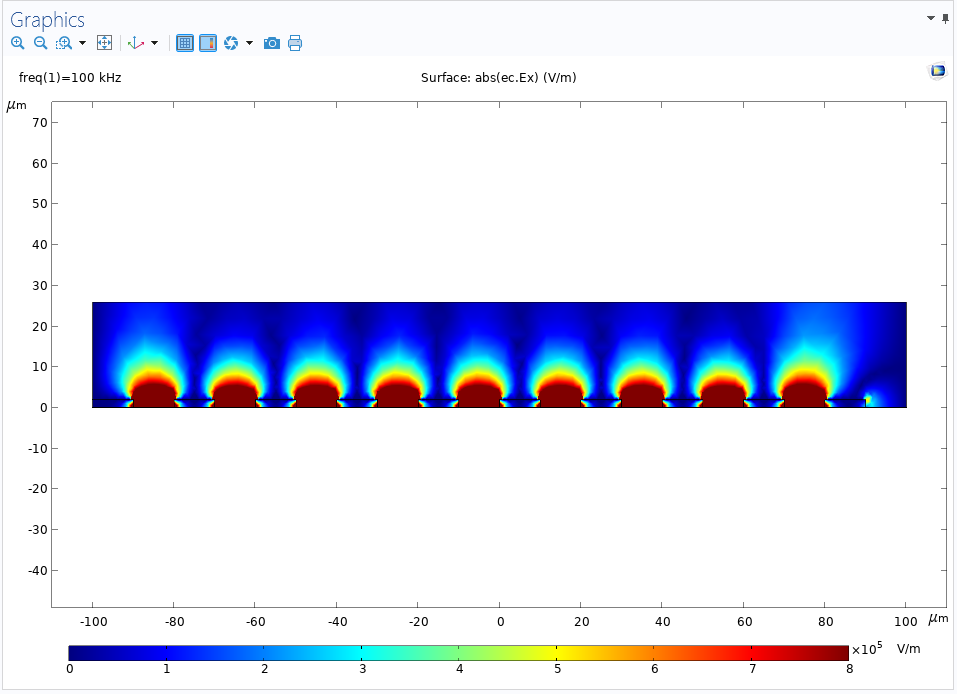 Graphics
freq(1)=100 kHz
Surface: abs(ec.Ex) (V/m)
μm
70
60
50
40
30
20
10
0
-10
-20
-30
-40
-100 -80 -60 -40 -20 0 20 40 60 80 100 μm
×10⁵ V/m
0 1 2 3 4 5 6 7 8